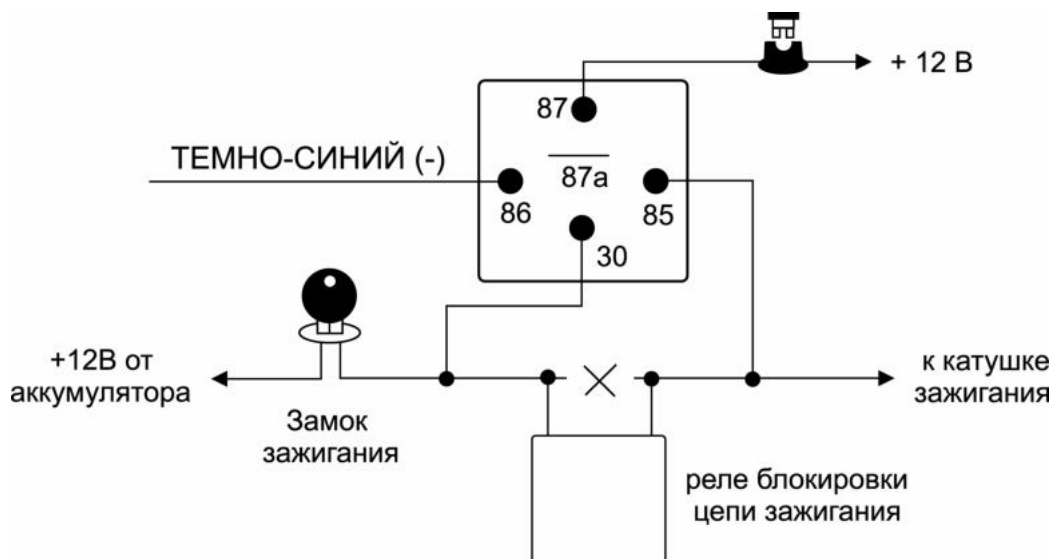 + 12 В
87
ТЕМНО-СИНИЙ (-)
87а
86
85
30
+12В от
аккумулятора
Замок
зажигания
к катушке
зажигания
реле блокировки
цепи зажигания